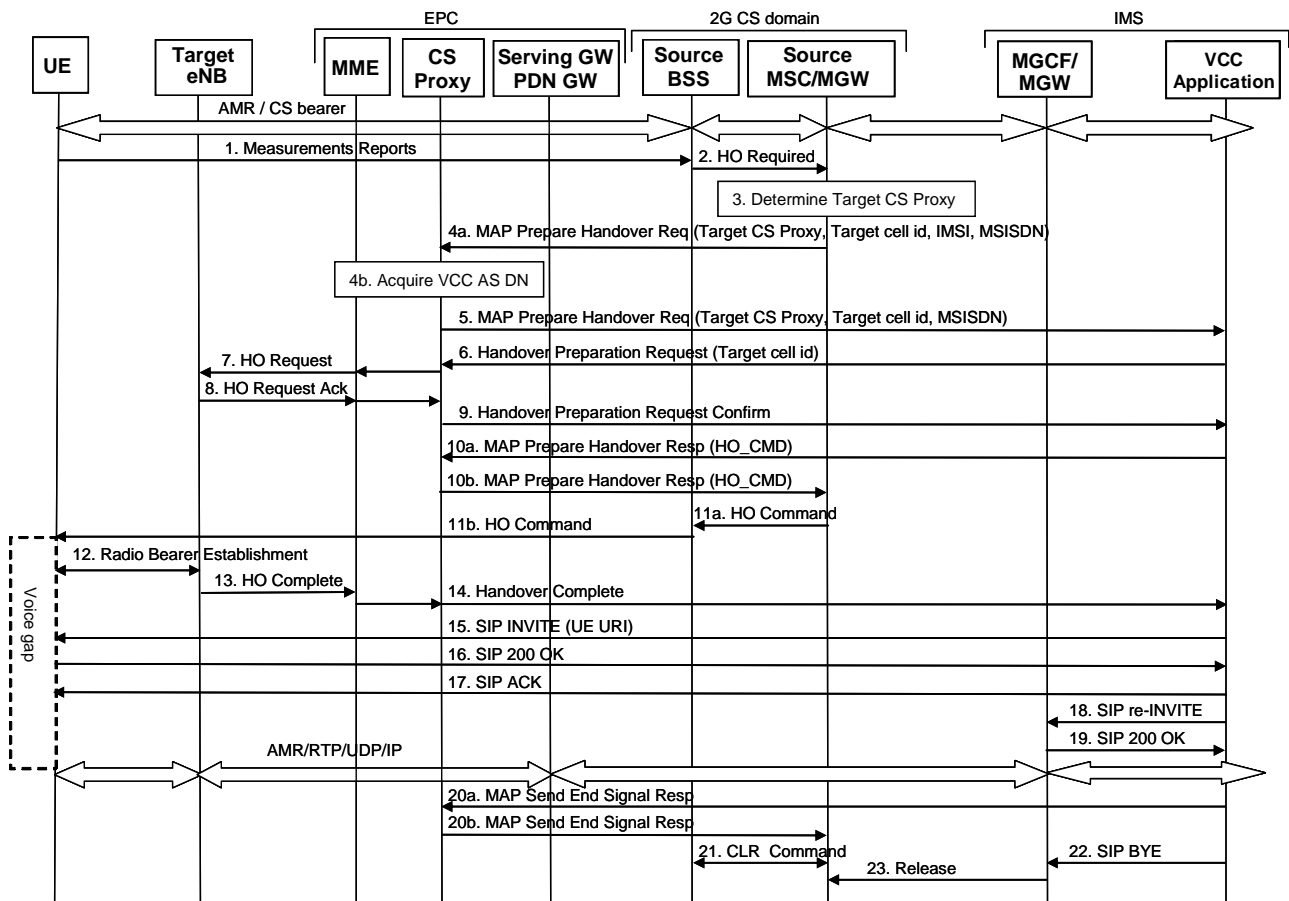 EPC
2G CS domain
IMS
UE
Target
eNB
MME
CS
Proxy
Serving GW
PDN GW
Source
BSS
Source
MSC/MGW
MGCF/
MGW
VCC
Application
AMR / CS bearer
1. Measurements Reports
2. HO Required
3. Determine Target CS Proxy
4a. MAP Prepare Handover Req (Target CS Proxy, Target cell id, IMSI, MSISDN)
4b. Acquire VCC AS DN
5. MAP Prepare Handover Req (Target CS Proxy, Target cell id, MSISDN)
6. Handover Preparation Request (Target cell id)
7. HO Request
8. HO Request Ack
9. Handover Preparation Request Confirm
10a. MAP Prepare Handover Resp (HO_CMD)
10b. MAP Prepare Handover Resp (HO_CMD)
11a. HO Command
11b. HO Command
12. Radio Bearer Establishment
13. HO Complete
14. Handover Complete
Voice gap
15. SIP INVITE (UE URI)
16. SIP 200 OK
17. SIP ACK
18. SIP re-INVITE
19. SIP 200 OK
AMR/RTP/UDP/IP
20a. MAP Send End Signal Resp
20b. MAP Send End Signal Resp
21. CLR Command
22. SIP BYE
23. Release